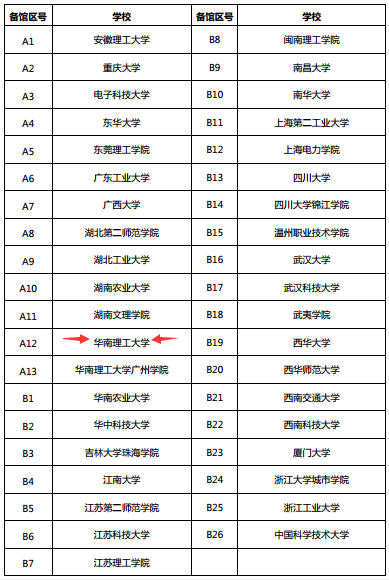 备馆区号 学校 备馆区号 学校
A1 安徽理工大学 B8 闽南理工学院
A2 重庆大学 B9 南昌大学
A3 电子科技大学 B10 南华大学
A4 东华大学 B11 上海第二工业大学
A5 东莞理工学院 B12 上海电力学院
A6 广东工业大学 B13 四川大学
A7 广西大学 B14 四川大学锦江学院
A8 湖北第二师范学院 B15 温州职业技术学院
A9 湖北工业大学 B16 武汉大学
A10 湖南农业大学 B17 武汉科技大学
A11 湖南文理学院 B18 武夷学院
A12 华南理工大学 B19 西华大学
A13 华南理工大学广州学院 B20 西华师范大学
B1 华南农业大学 B21 西南交通大学
B2 华中科技大学 B22 西南科技大学
B3 吉林大学珠海学院 B23 厦门大学
B4 江南大学 B24 浙江大学城市学院
B5 江苏第二师范学院 B25 浙江工业大学
B6 江苏科技大学 B26 中国科学技术大学
B7 江苏理工学院